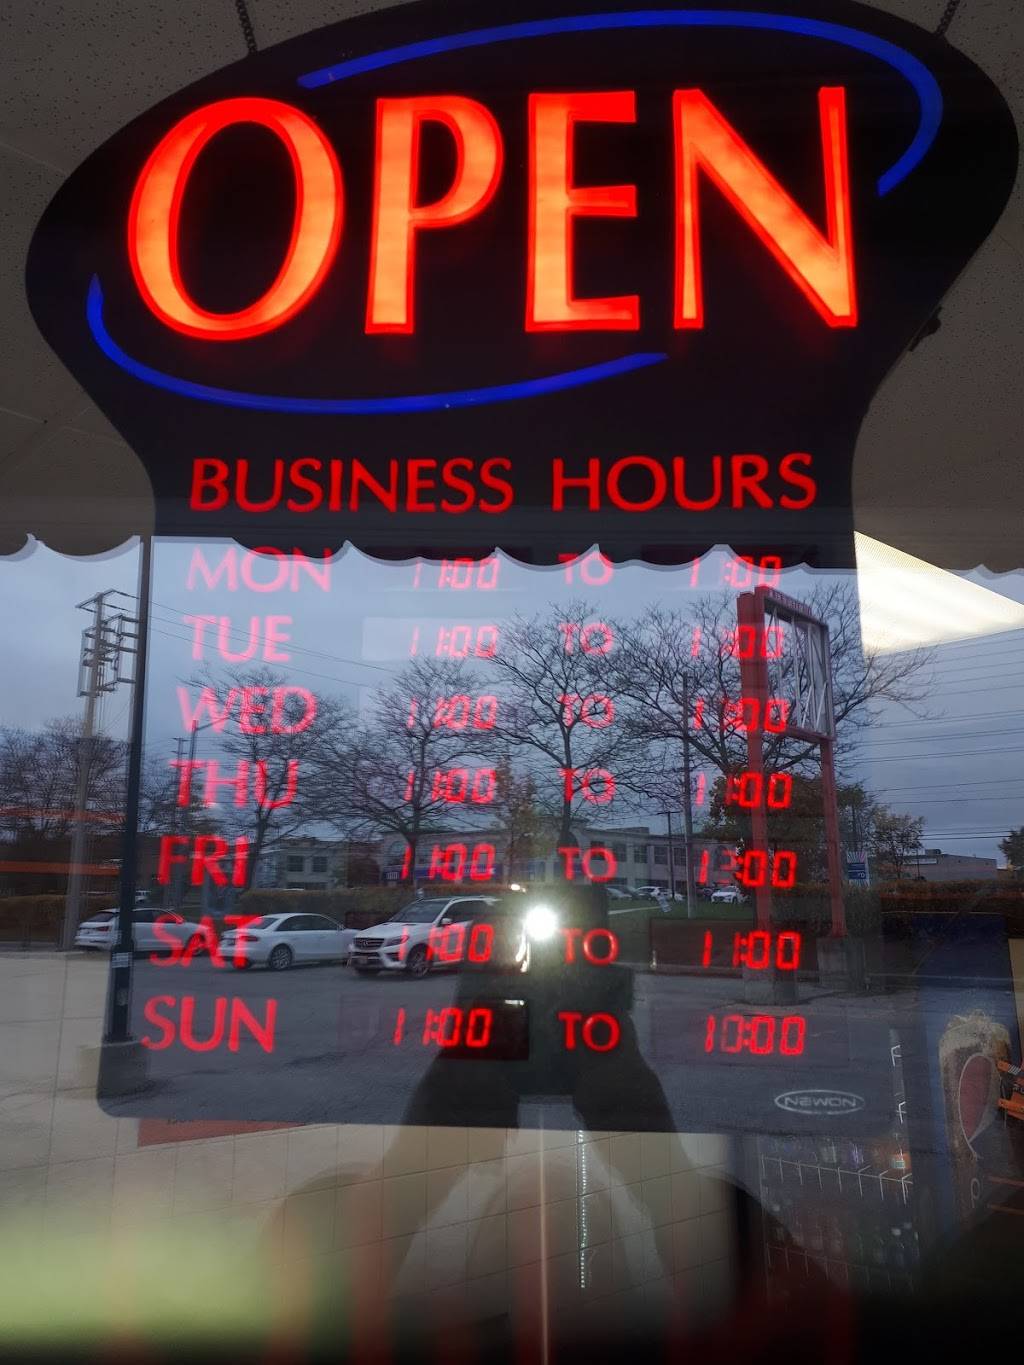 OPEN
BUSINESS HOURS
MON 11:00 TO 11:00
TUE 11:00 TO 11:00
WED 11:00 TO 11:00
THU 11:00 TO 11:00
FRI 11:00 TO
SAT 11:00 TO 11:00
SUN 11:00 TO 10:00
NEWON